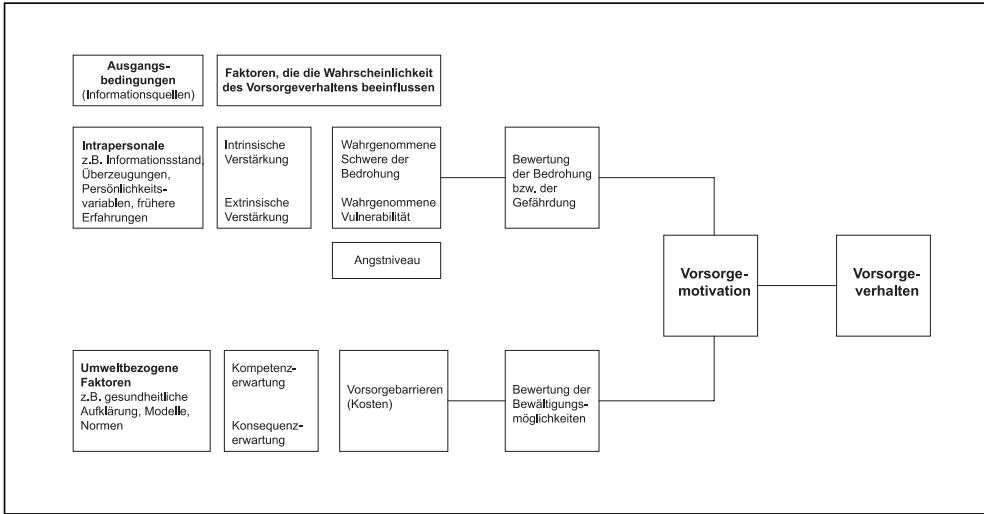 Ausgangs-
bedingungen
(Informationsquellen)
Faktoren, die die Wahrscheinlichkeit
des Vorsorgeverhaltens beeinflussen
Intrapersonale
z.B. Informationsstand,
Überzeugungen,
Persönlichkeits-
variablen, frühere
Erfahrungen
Intrinsische
Verstärkung
Extrinsische
Verstärkung
Wahrgenommene
Schwere der
Bedrohung
Wahrgenommene
Vulnerabilität
Bewertung
der Bedrohung
bzw. der
Gefährdung
Angstniveau
Vorsorge-
motivation
Vorsorge-
verhalten
Umweltbezogene
Faktoren
z.B. gesundheitliche
Aufklärung, Modelle,
Normen
Kompetenz-
erwartung
Konsequenz-
erwartung
Vorsorgebarrieren
(Kosten)
Bewertung der
Bewältigungs-
möglichkeiten